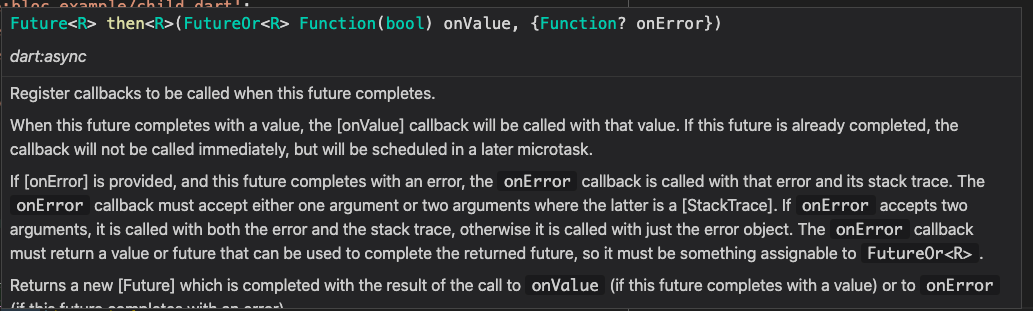 :bloc_example/child.dart';
Future<R> then<R>(FutureOr<R> Function(bool) onValue, {Function? onError})
dart:async
Register callbacks to be called when this future completes.
When this future completes with a value, the [onValue] callback will be called with that value. If this future is already completed, the
callback will not be called immediately, but will be scheduled in a later microtask.
If [onError] is provided, and this future completes with an error, the onError callback is called with that error and its stack trace. The
onError callback must accept either one argument or two arguments where the latter is a [StackTrace]. If onError accepts two
arguments, it is called with both the error and the stack trace, otherwise it is called with just the error object. The onError callback
must return a value or future that can be used to complete the returned future, so it must be something assignable to FutureOr<R>.
Returns a new [Future] which is completed with the result of the call to onValue (if this future completes with a value) or to onError
(if this future completes with an error)